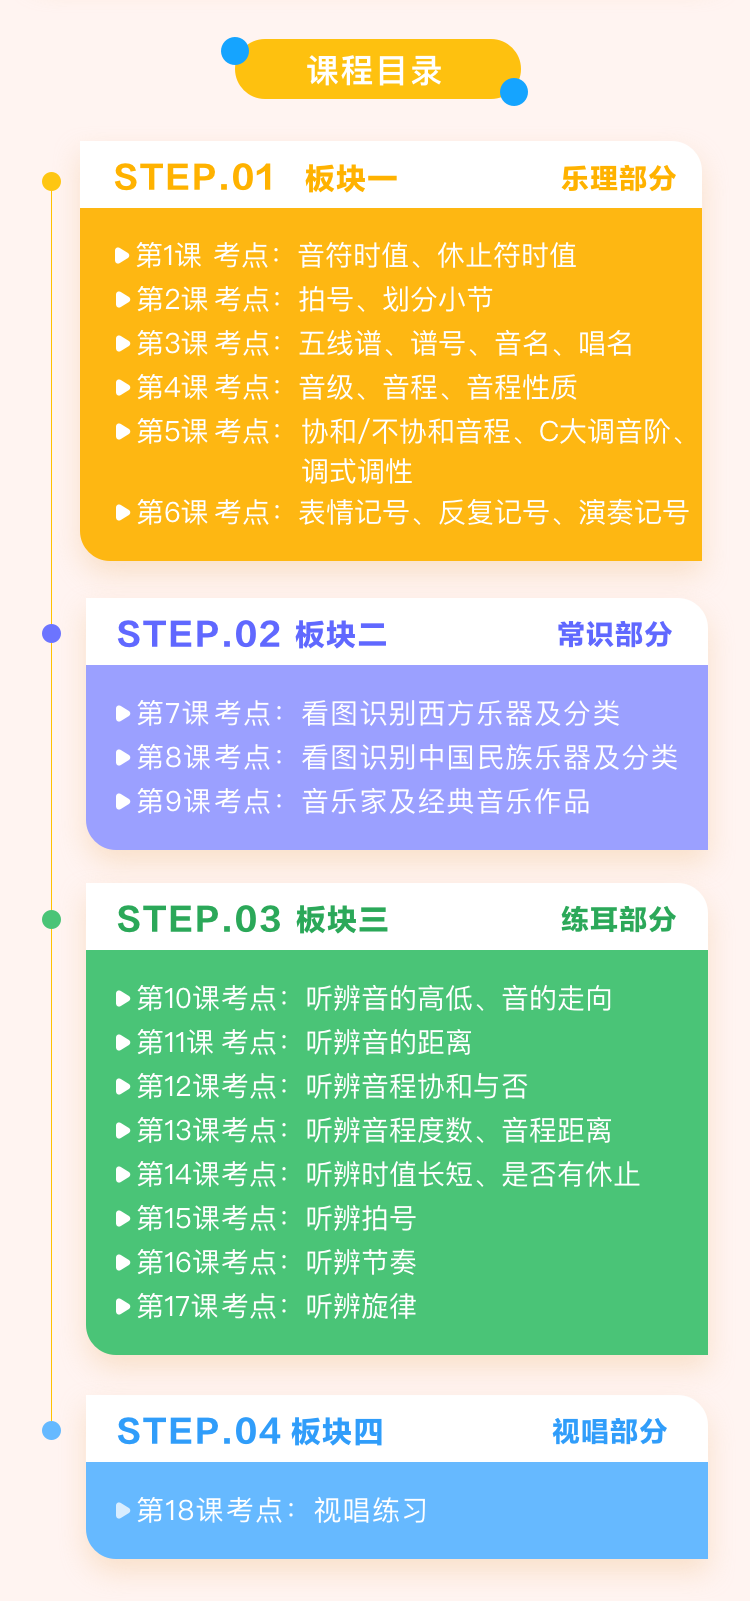 课程目录
STEP.01 板块一 乐理部分
第1课 考点：音符时值、休止符时值
第2课 考点：拍号、划分小节
第3课 考点：五线谱、谱号、音名、唱名
第4课 考点：音级、音程、音程性质
第5课 考点：协和/不协和音程、C大调音阶、
调式调性
第6课 考点：表情记号、反复记号、演奏记号
STEP.02 板块二 常识部分
第7课 考点：看图识别西方乐器及分类
第8课 考点：看图识别中国民族乐器及分类
第9课 考点：音乐家及经典音乐作品
STEP.03 板块三 练耳部分
第10课考点：听辨音的高低、音的走向
第11课 考点：听辨音的距离
第12课考点：听辨音程协和与否
第13课考点：听辨音程度数、音程距离
第14课考点：听辨时值长短、是否有休止
第15课考点：听辨拍号
第16课考点：听辨节奏
第17课考点：听辨旋律
STEP.04 板块四 视唱部分
第18课考点：视唱练习